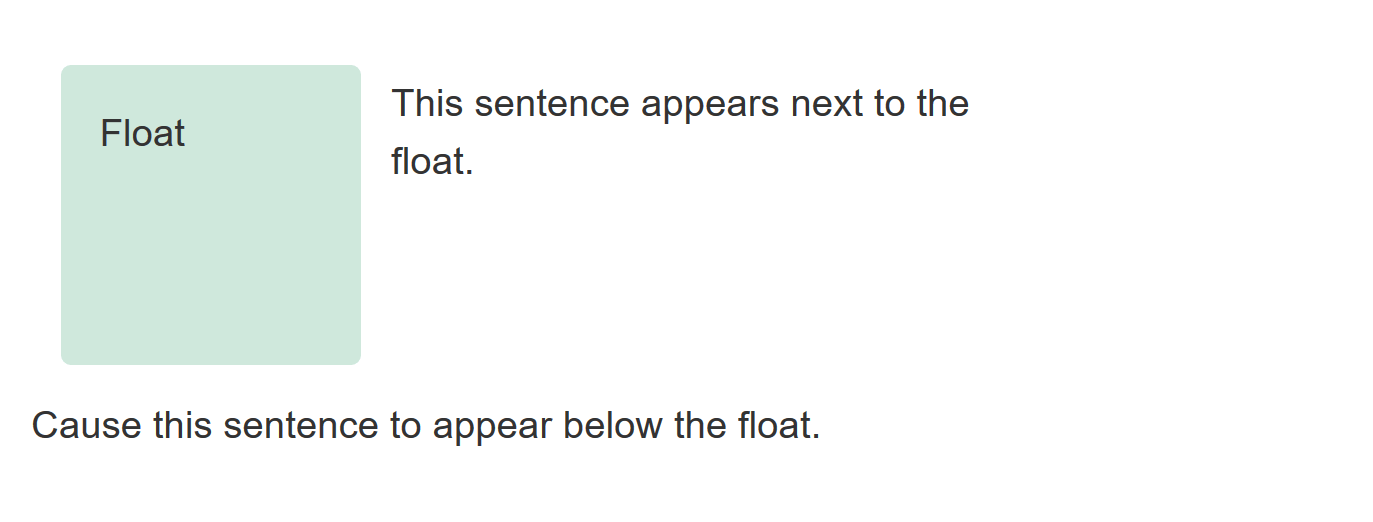 Float
This sentence appears next to the
float.
Cause this sentence to appear below the float.